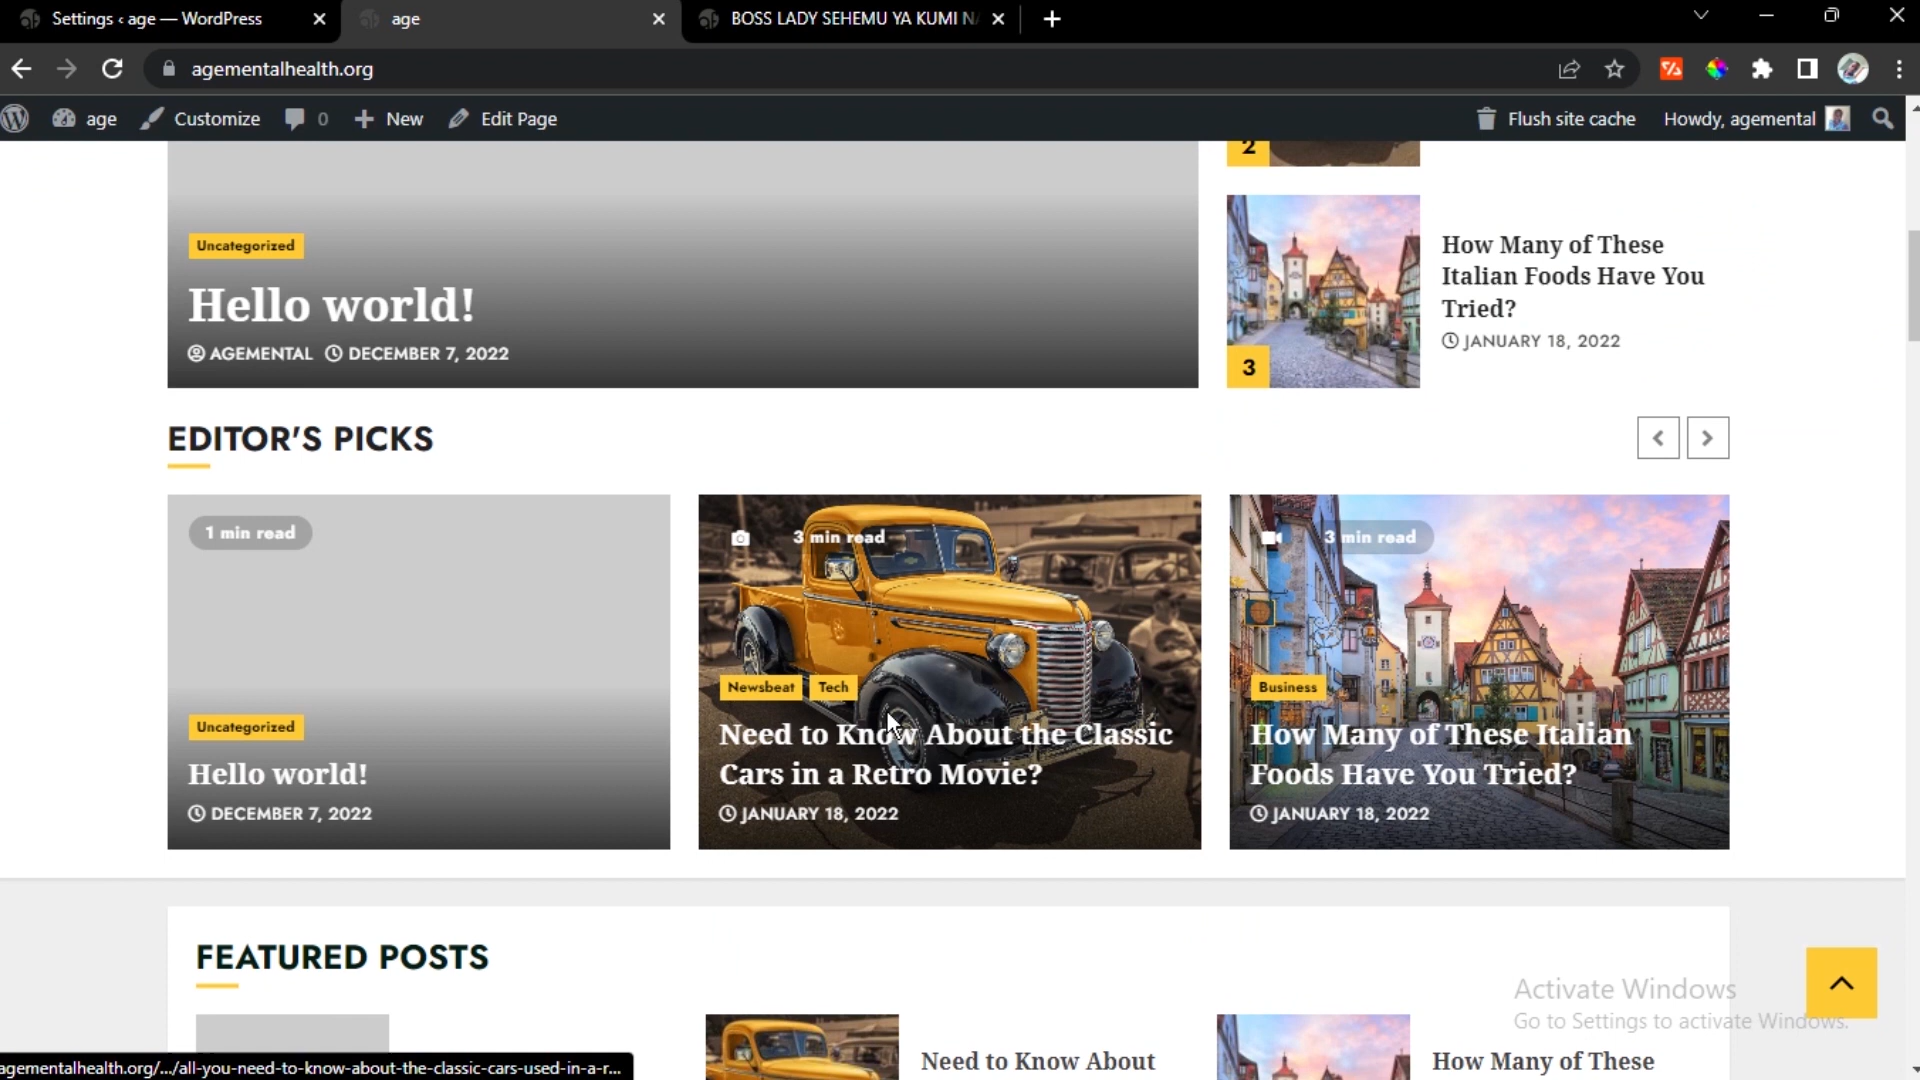 Settings ‹ age — WordPress
age
BOSS LADY SEHEMU YA KUMI N
agementalhealth.org
age
Customize
0
New
Edit Page
Flush site cache
Howdy, agemental
2
Uncategorized
Hello world!
AGEMENTAL DECEMBER 7, 2022
3
How Many of These
Italian Foods Have You
Tried?
JANUARY 18, 2022
EDITOR'S PICKS
1 min read
Uncategorized
Hello world!
DECEMBER 7, 2022
3 min read
Newsbeat Tech
Need to Know About the Classic
Cars in a Retro Movie?
JANUARY 18, 2022
3 min read
Business
How Many of These Italian
Foods Have You Tried?
JANUARY 18, 2022
FEATURED POSTS
Need to Know About
How Many of These
Activate Windows
Go to Settings to activate Windows.
agementalhealth.org/.../all-you-need-to-know-about-the-classic-cars-used-in-a-r...